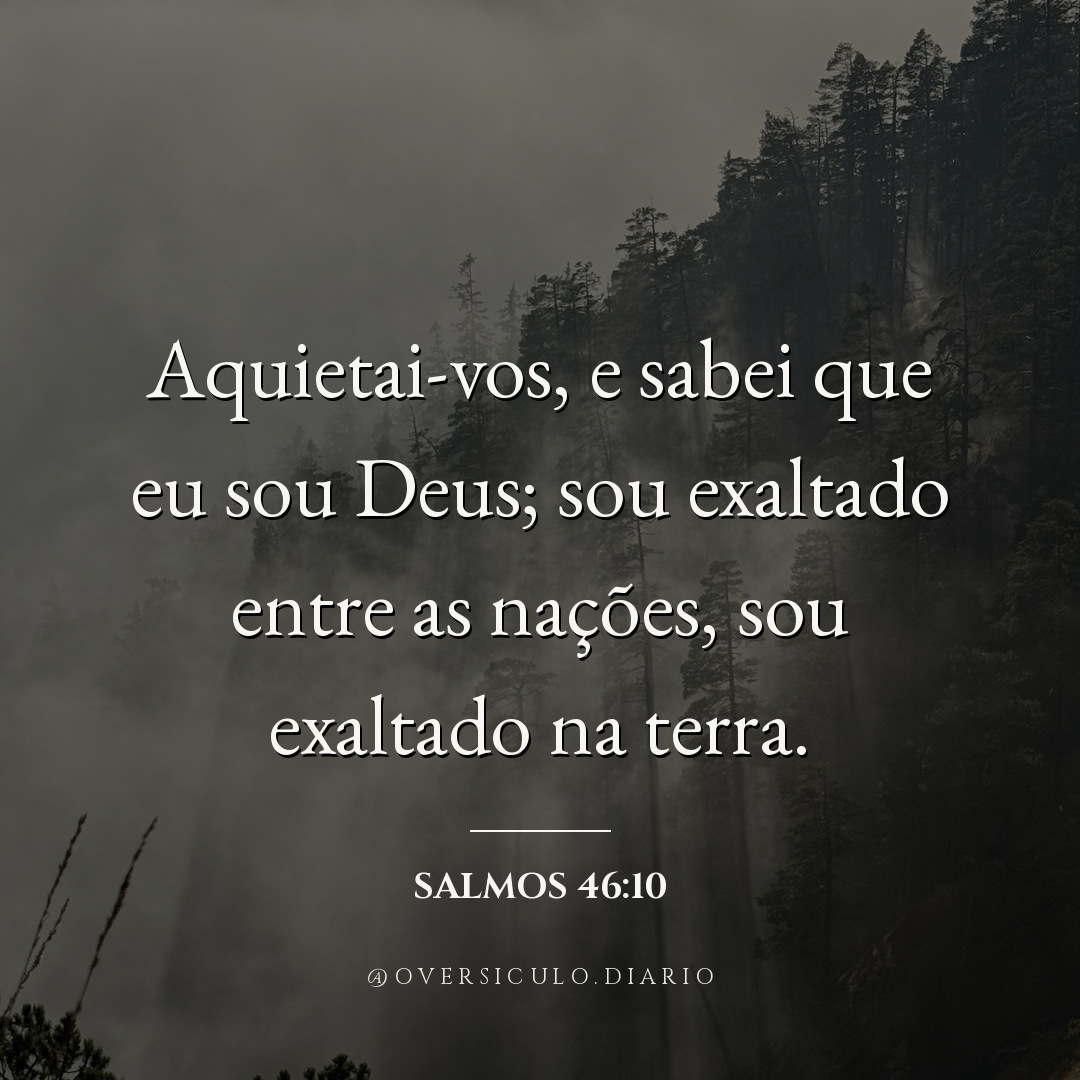 Aquietai-vos, e sabei que
eu sou Deus; sou exaltado
entre as nações, sou
exaltado na terra.
SALMOS 46:10
@OVERSICULO.DIARIO